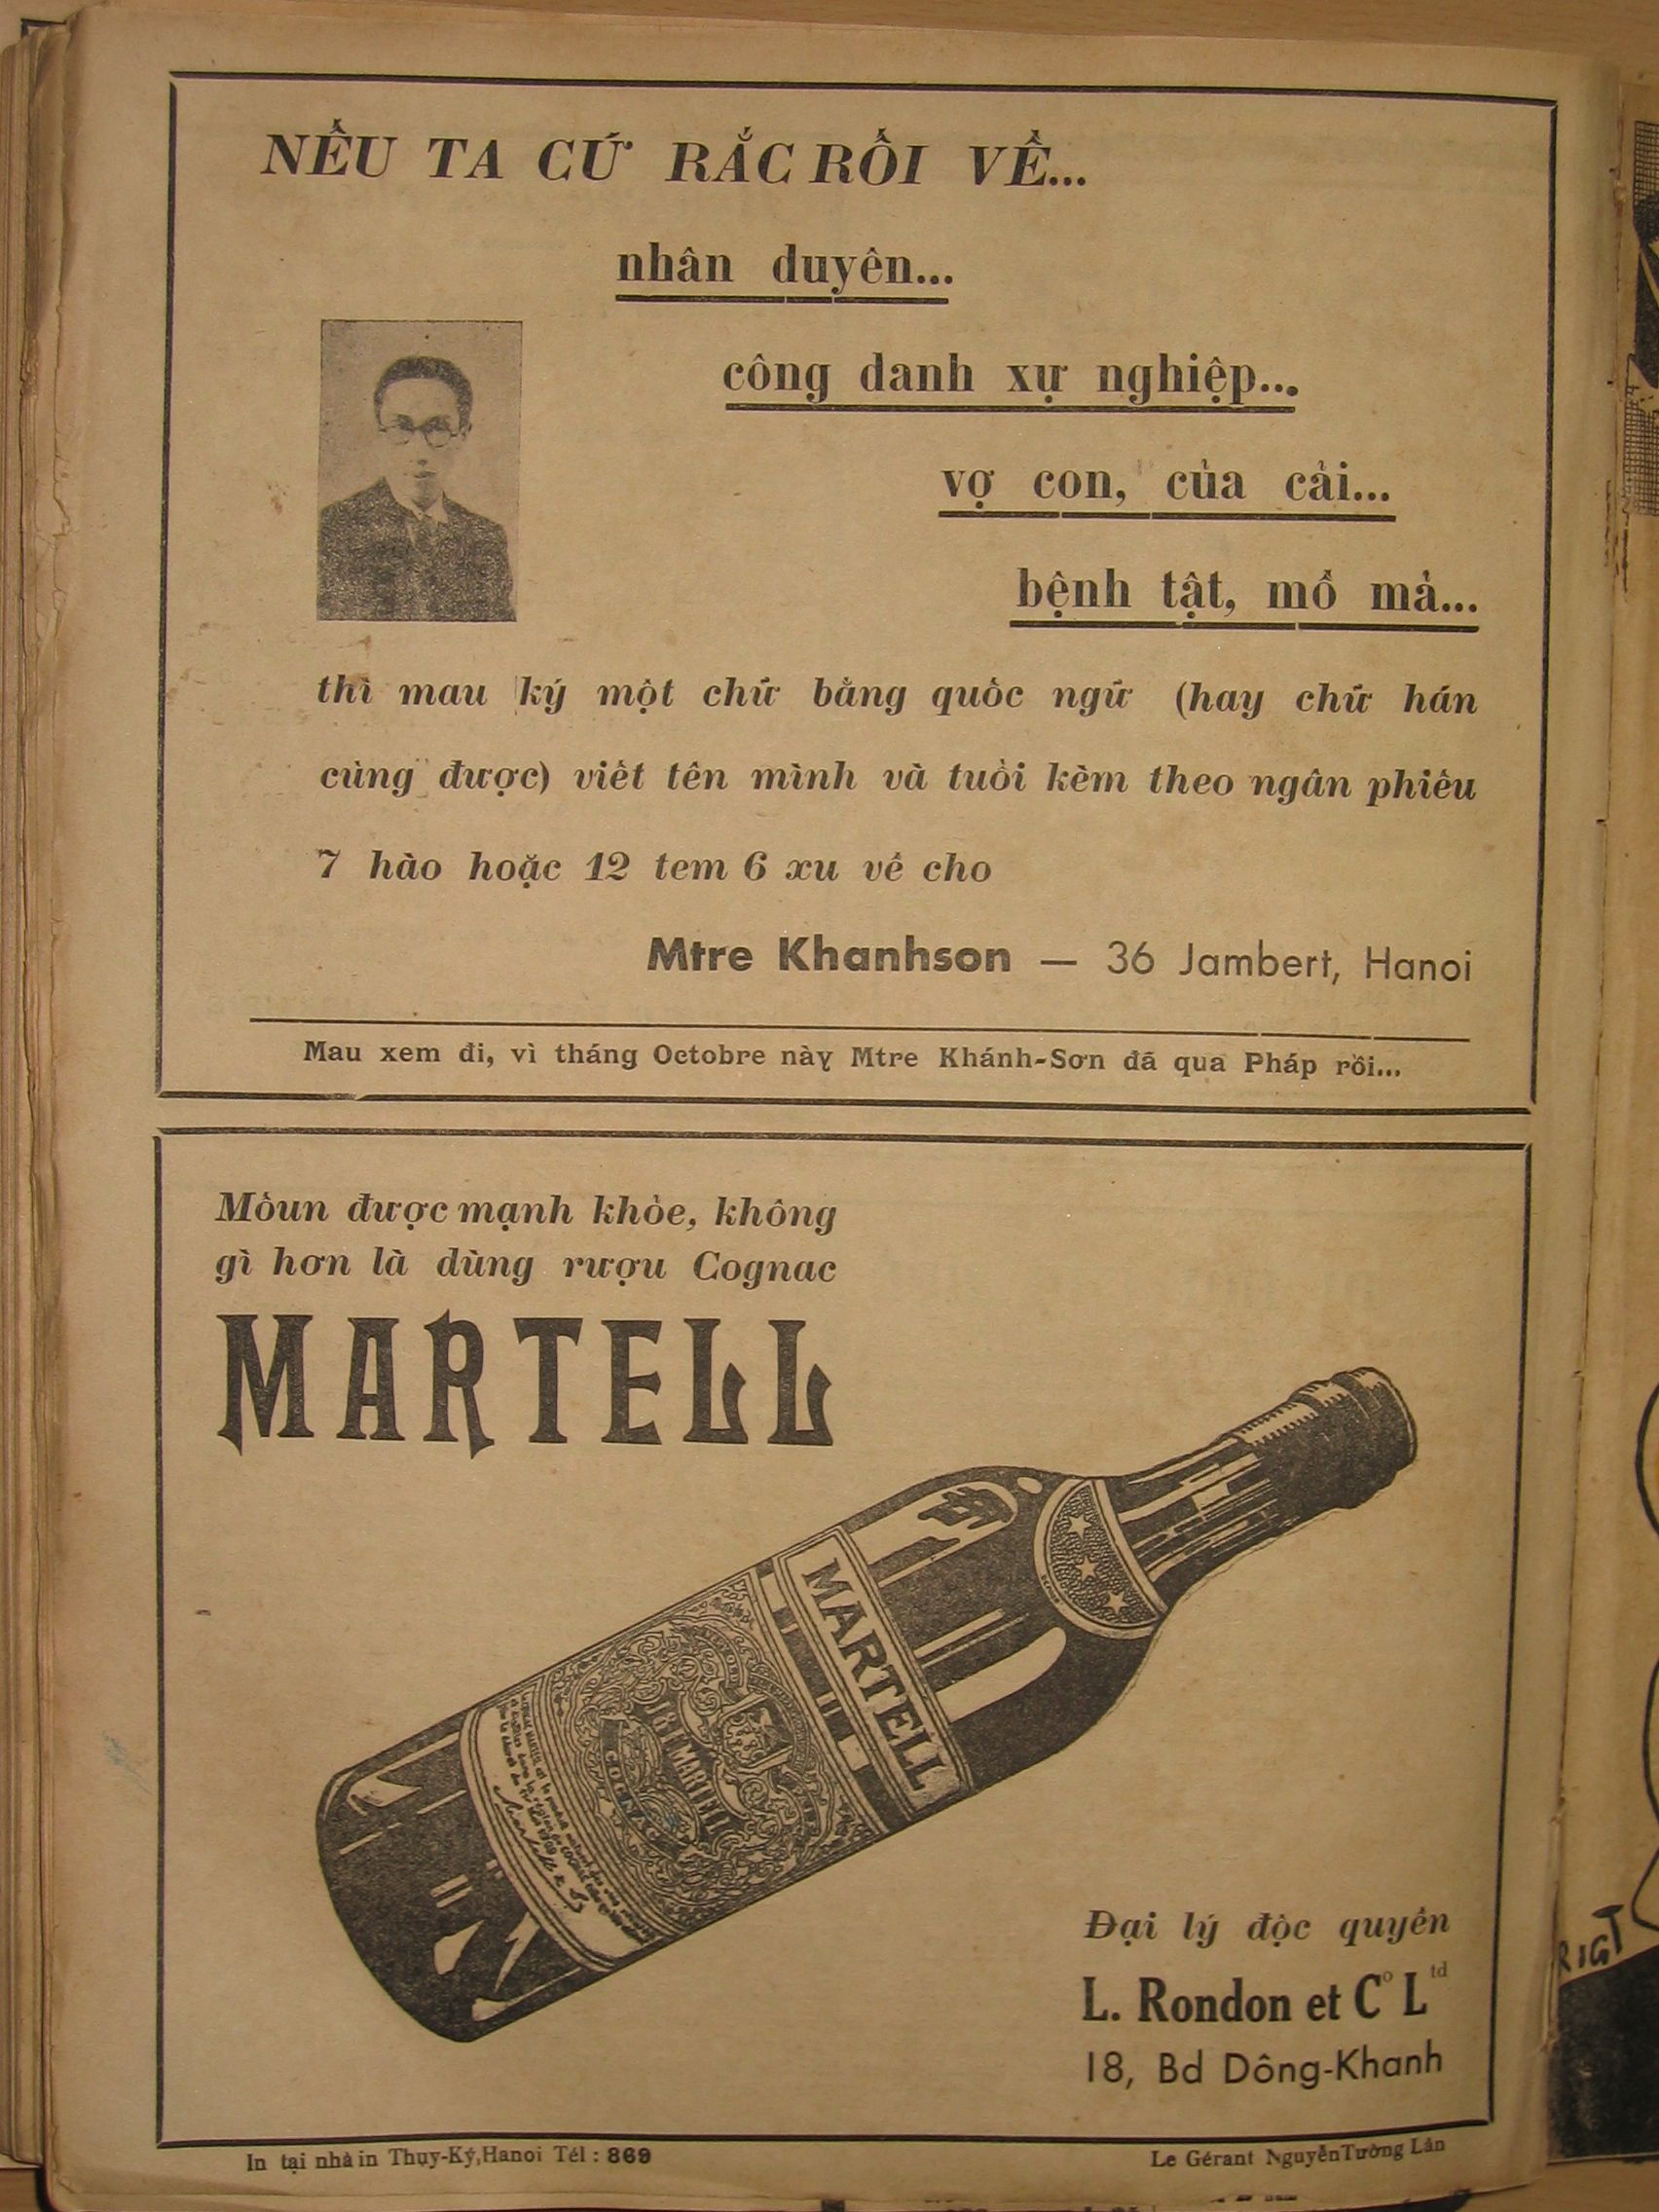 NẾU TA CỨ RẮC RỐI VỀ...
nhân duyên...
công danh xự nghiệp...
vợ con, của cải...
bệnh tật, mồ mả...
thì mau ký một chữ bằng quốc ngữ (hay chữ hán
cũng được) viết tên mình và tuổi kèm theo ngân phiếu
7 hào hoặc 12 tem 6 xu về cho
Mtre Khanhson — 36 Jambert, Hanoi
Mau xem đi, vì tháng Octobre này Mtre Khánh-Sơn đã qua Pháp rồi...
Mốun được mạnh khỏe, không
gì hơn là dùng rượu Cognac
MARTELL
MARTELL
J & F MARTELL
COGNAC
Đại lý độc quyền
L. Rondon et Cº Ltd
18, Bd Dông-Khanh
In tại nhà in Thụy-Ký, Hanoi Tél : 869
Le Gérant Nguyễn Tường Lân
RIGT